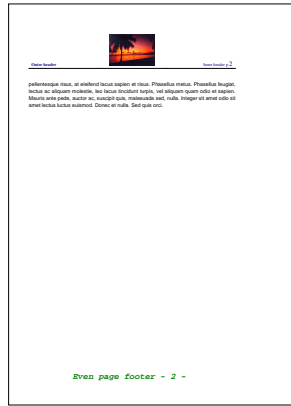 Outer header Inner header p.2
pellentesque risus, at eleifend lacus sapien et risus. Phasellus metus. Phasellus feugiat,
lectus ac aliquam molestie, leo lacus tincidunt turpis, vel aliquam quam odio et sapien.
Mauris ante pede, auctor ac, suscipit quis, malesuada sed, nulla. Integer sit amet odio sit
amet lectus luctus euismod. Donec et nulla. Sed quis orci.
Even page footer - 2 -